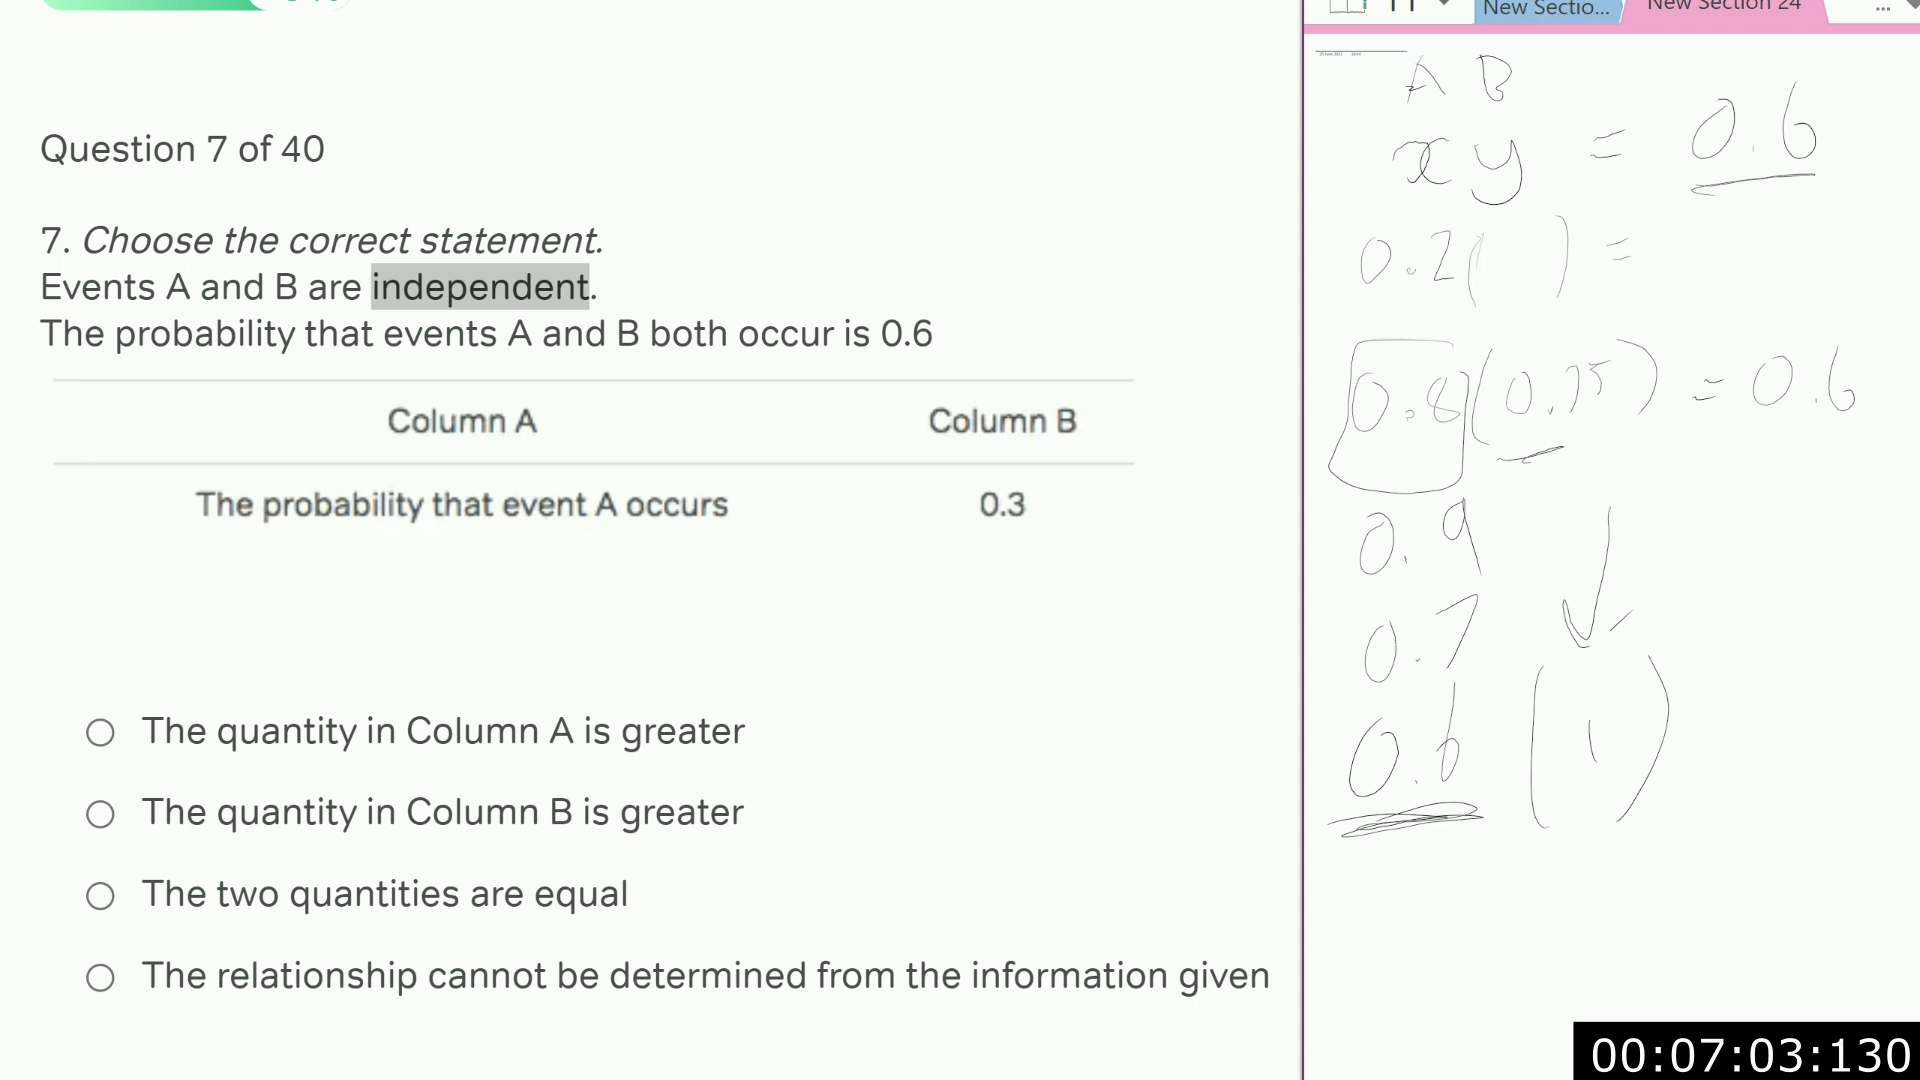 New Sectio...
New Section 24
...
Question 7 of 40
7. Choose the correct statement.
Events A and B are independent.
The probability that events A and B both occur is 0.6
Column A Column B
The probability that event A occurs 0.3
The quantity in Column A is greater
The quantity in Column B is greater
The two quantities are equal
The relationship cannot be determined from the information given
A B
x y = 0.6
0.2( ) =
0.8(0.75) = 0.6
0.9
0.7
0.6 (1)
00:07:03:130